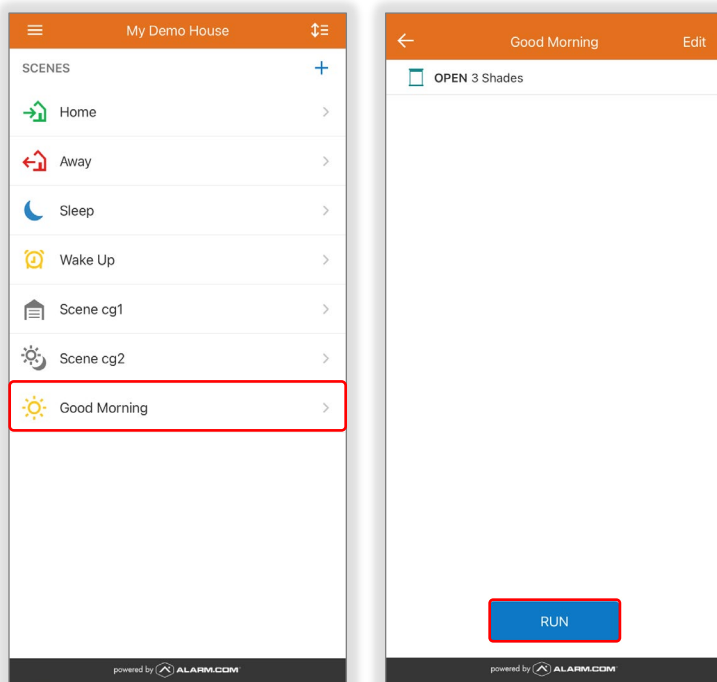 My Demo House
SCENES
Home
Away
Sleep
Wake Up
Scene cg1
Scene cg2
Good Morning
powered by ALARM.COM
Good Morning Edit
OPEN 3 Shades
RUN
powered by ALARM.COM